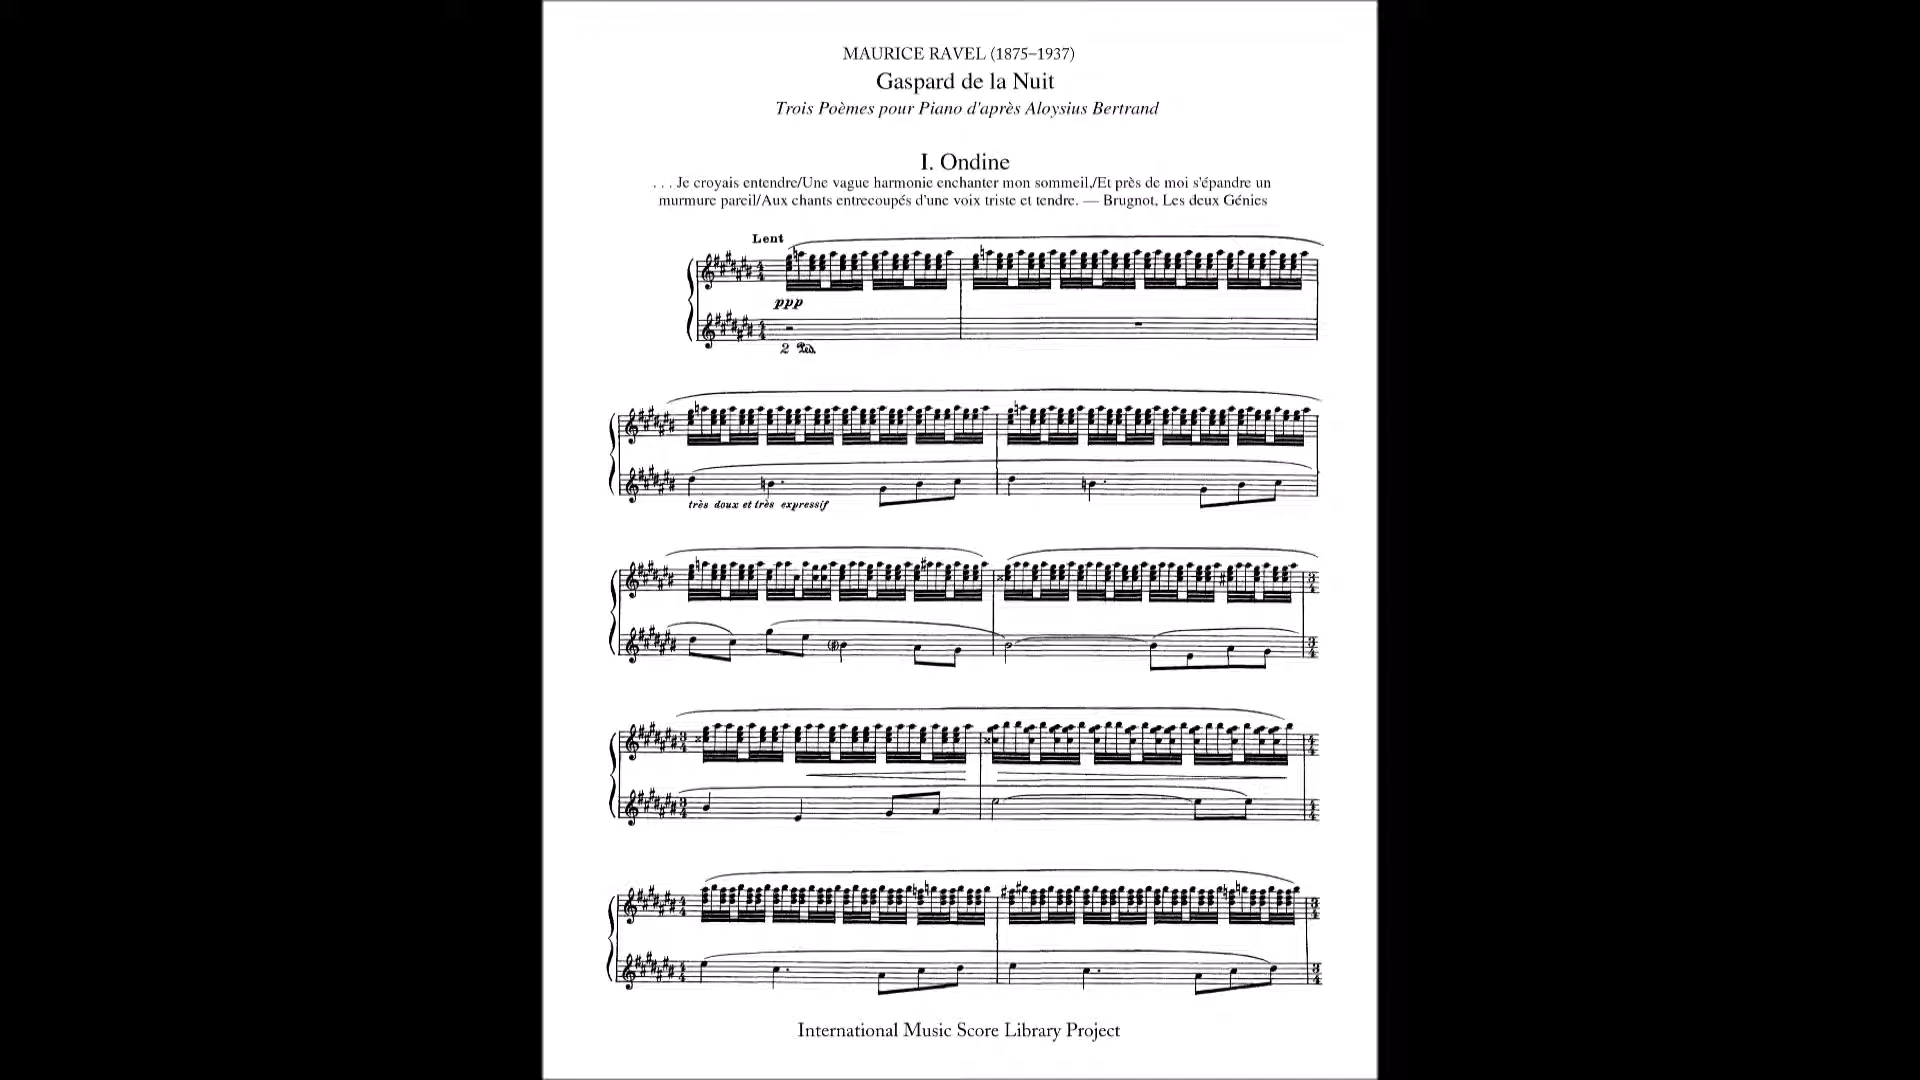 MAURICE RAVEL (1875–1937)
Gaspard de la Nuit
Trois Poèmes pour Piano d'après Aloysius Bertrand
I. Ondine
. . . Je croyais entendre/Une vague harmonie enchanter mon sommeil,/Et près de moi s'épandre un
murmure pareil/Aux chants entrecoupés d'une voix triste et tendre. — Brugnot, Les deux Génies
Lent
ppp
2 Ped.
très doux et très expressif
International Music Score Library Project